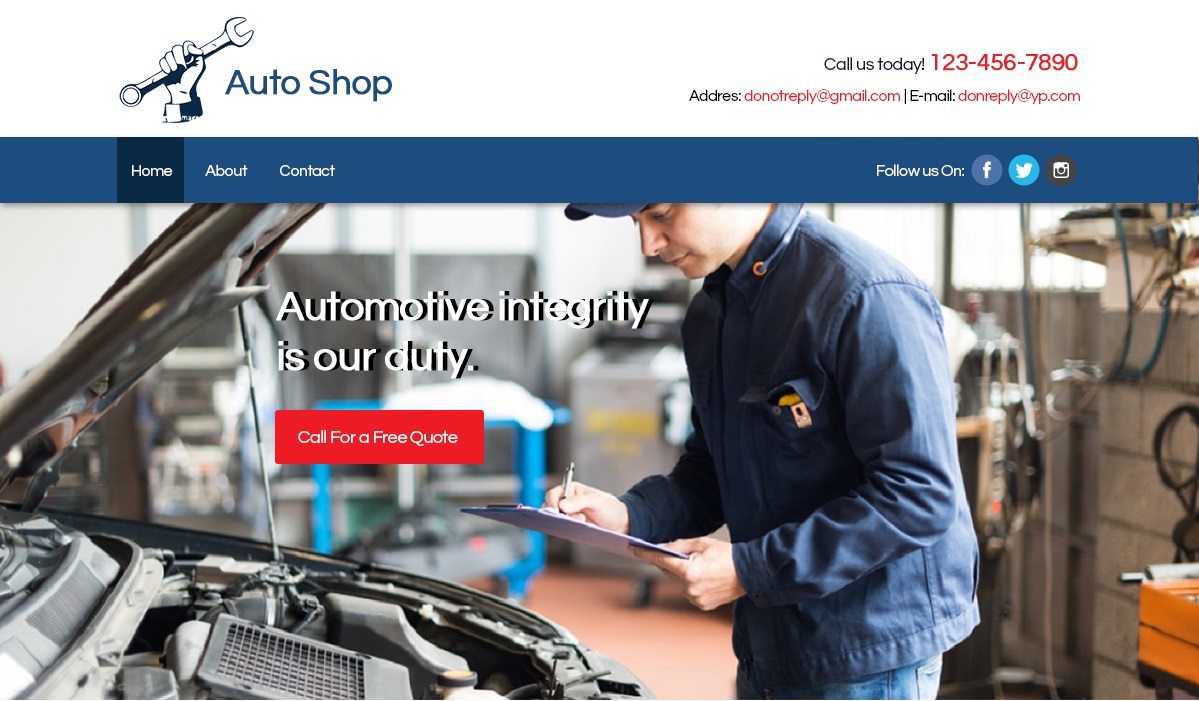 Auto Shop
Call us today! 123-456-7890
Addres: donotreply@gmail.com | E-mail: donreply@yp.com
Home About Contact
Follow us On:
Automotive integrity
is our duty.
Call For a Free Quote